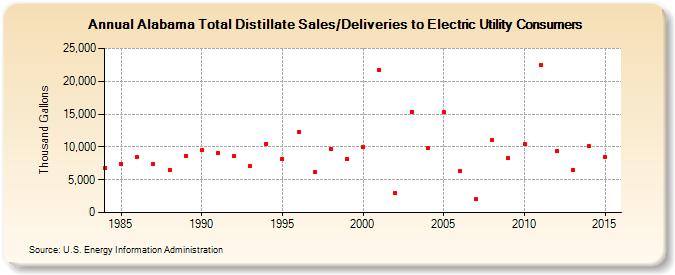 Annual Alabama Total Distillate Sales/Deliveries to Electric Utility Consumers
Thousand Gallons
25,000
20,000
15,000
10,000
5,000
0
1985 1990 1995 2000 2005 2010 2015
Source: U.S. Energy Information Administration